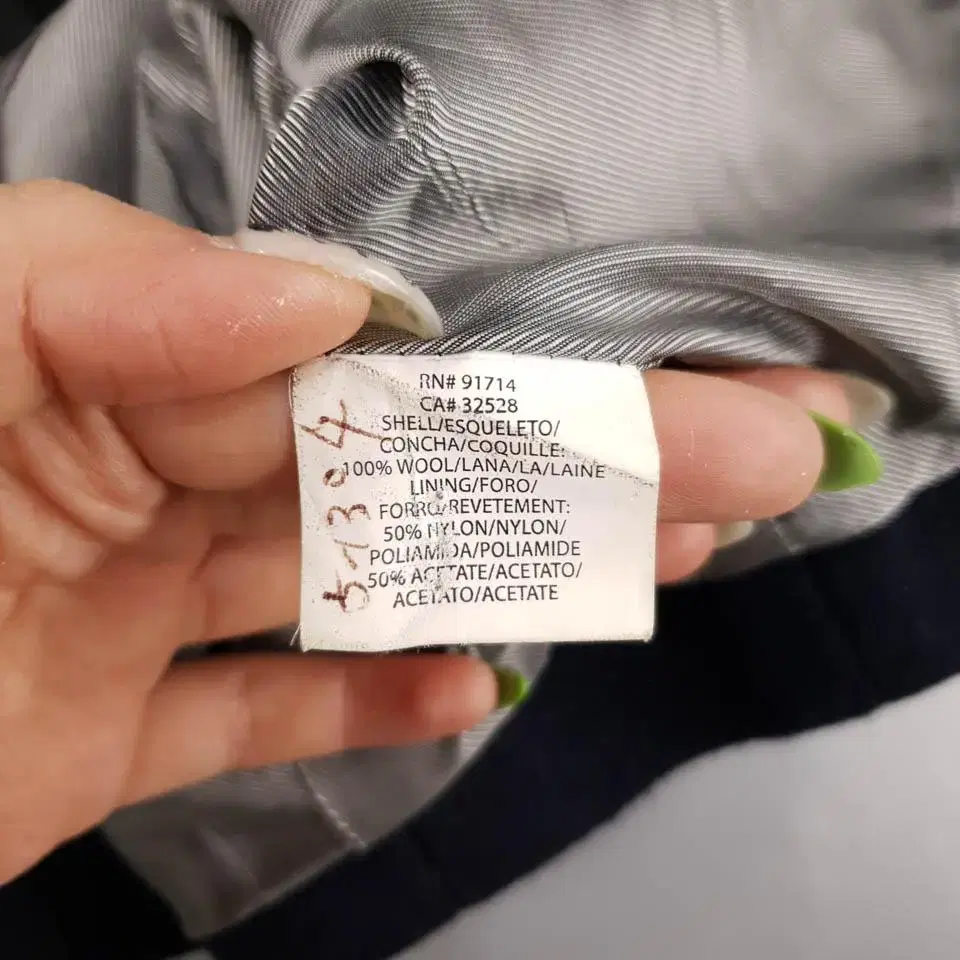 RN# 91714
CA# 32528
SHELL/ESQUELETO/
CONCHA/COQUILLE:
100% WOOL/LANA/LA/LAINE
LINING/FORO/
FORRO/REVETEMENT:
50% NYLON/NYLON/
POLIAMIDA/POLIAMIDE
50% ACETATE/ACETATO/
ACETATO/ACETATE